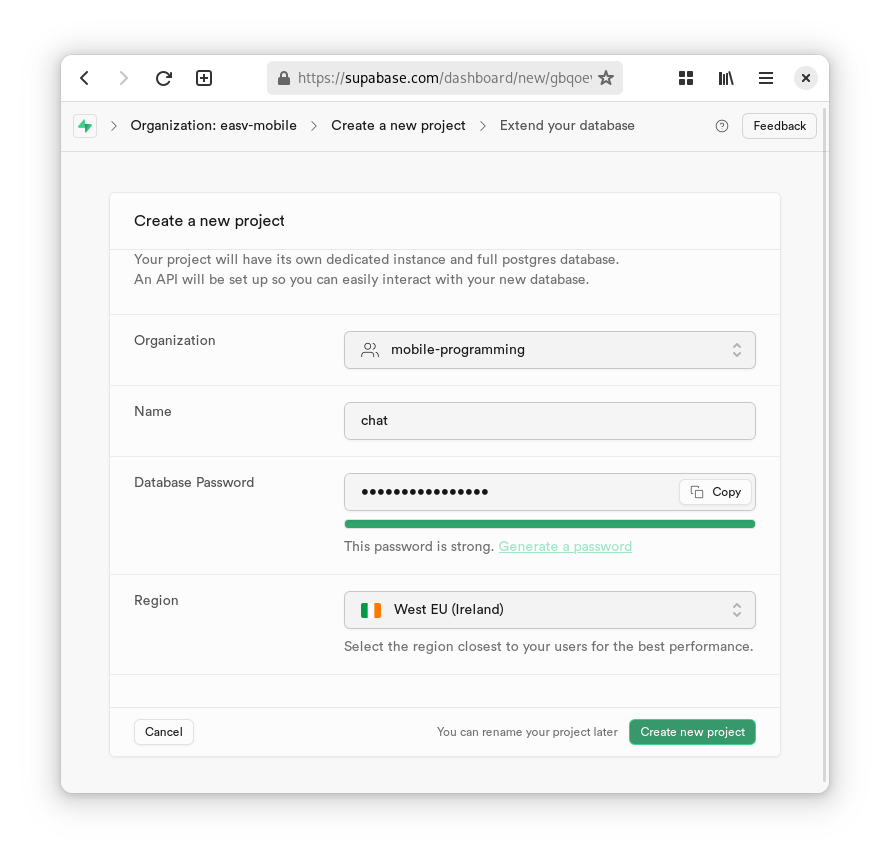 https://supabase.com/dashboard/new/gbqoev
Organization: easv-mobile > Create a new project > Extend your database
Feedback
Create a new project
Your project will have its own dedicated instance and full postgres database.
An API will be set up so you can easily interact with your new database.
Organization
mobile-programming
Name
chat
Database Password
••••••••••••••••
Copy
This password is strong. Generate a password
Region
West EU (Ireland)
Select the region closest to your users for the best performance.
Cancel
You can rename your project later
Create new project